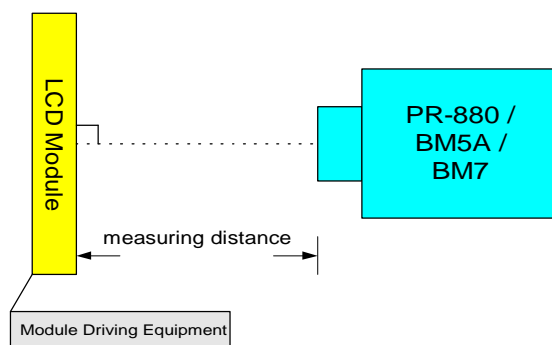 LCD Module
PR-880 /
BM5A /
BM7
measuring distance
Module Driving Equipment